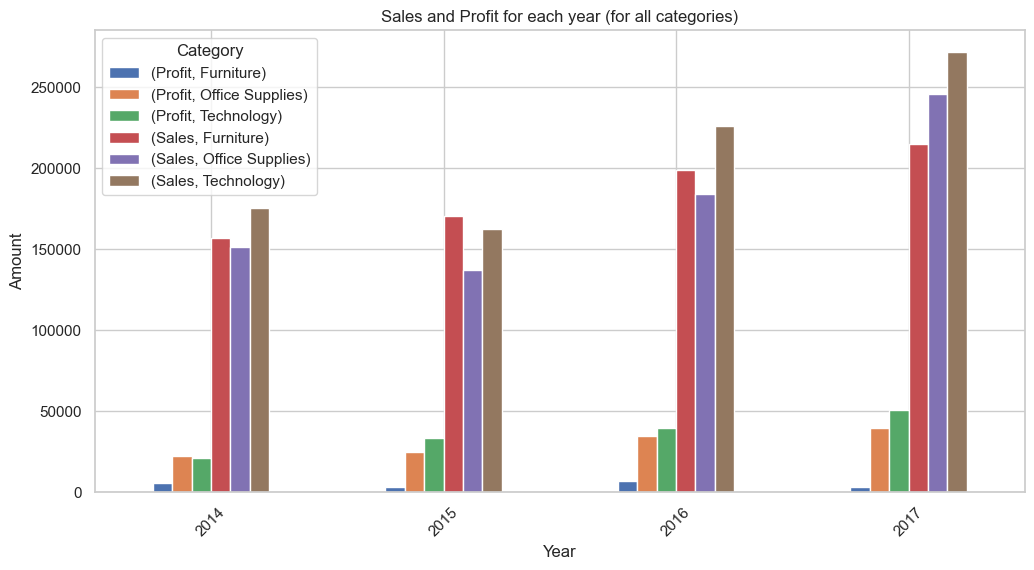 Sales and Profit for each year (for all categories)
Category
(Profit, Furniture)
(Profit, Office Supplies)
(Profit, Technology)
(Sales, Furniture)
(Sales, Office Supplies)
(Sales, Technology)
Amount
250000
200000
150000
100000
50000
0
2014
2015
2016
2017
Year